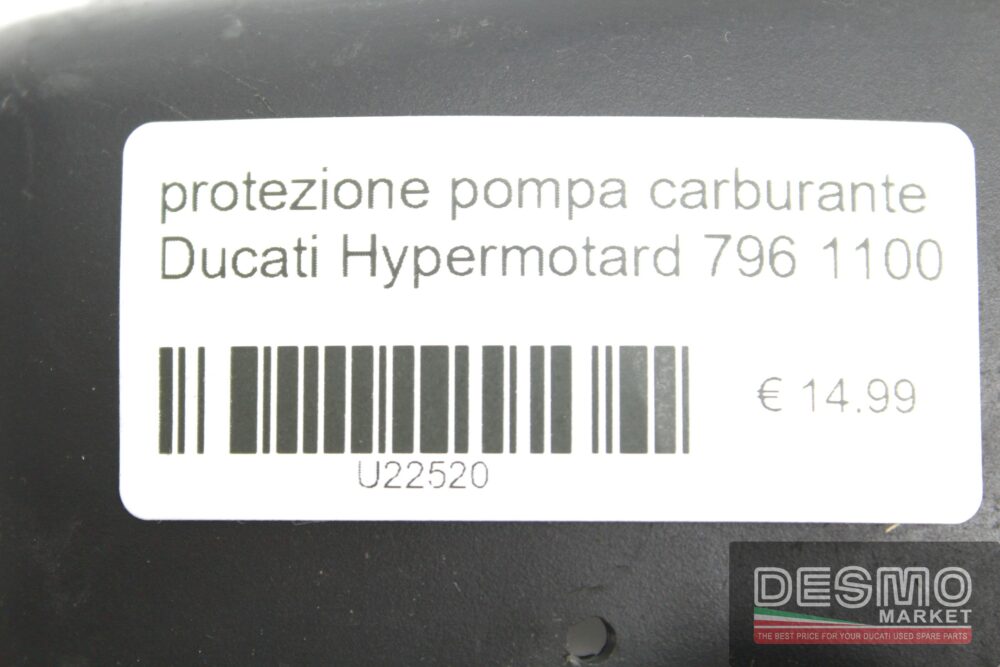 protezione pompa carburante
Ducati Hypermotard 796 1100
€ 14.99
U22520
DESMO
MARKET
THE BEST PRICE FOR YOUR DUCATI USED SPARE PARTS